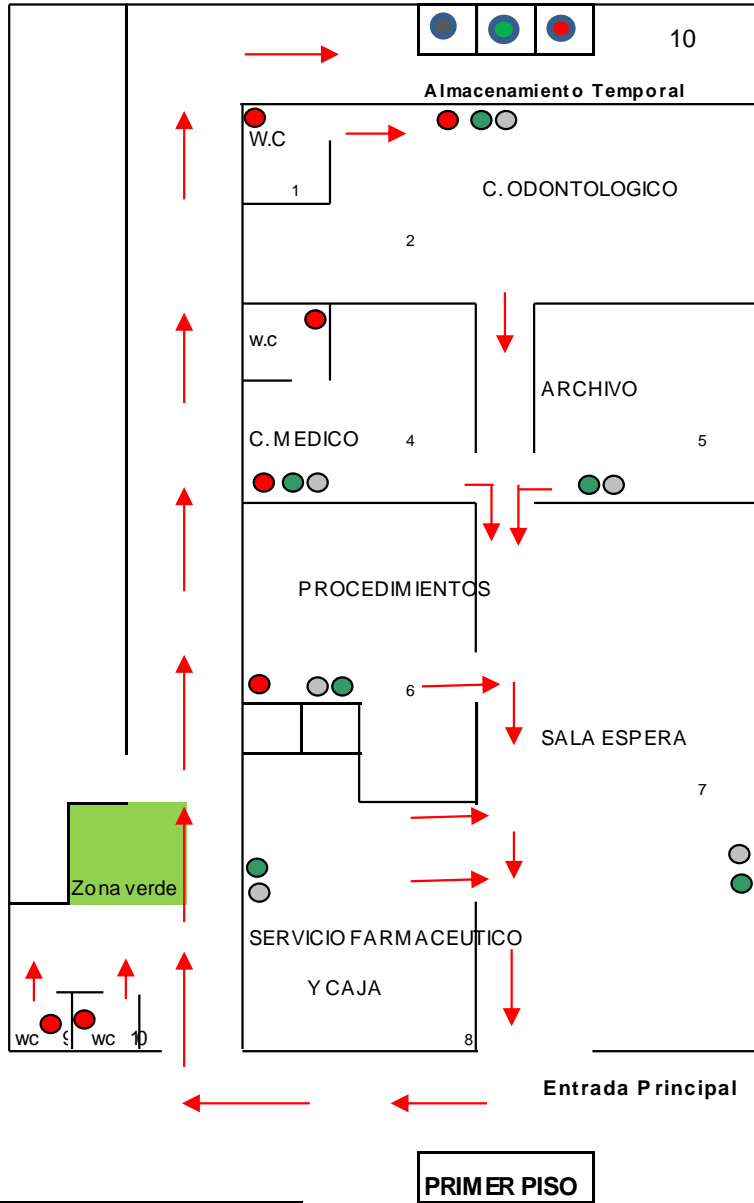 10
Almacenamiento Temporal
W.C
1
C. ODONTOLOGICO
2
w.c
ARCHIVO
C. MEDICO
4
5
PROCEDIMIENTOS
6
SALA ESPERA
7
Zona verde
SERVICIO FARMACEUTICO
Y CAJA
8
wc 9 wc 10
Entrada Principal
PRIMER PISO